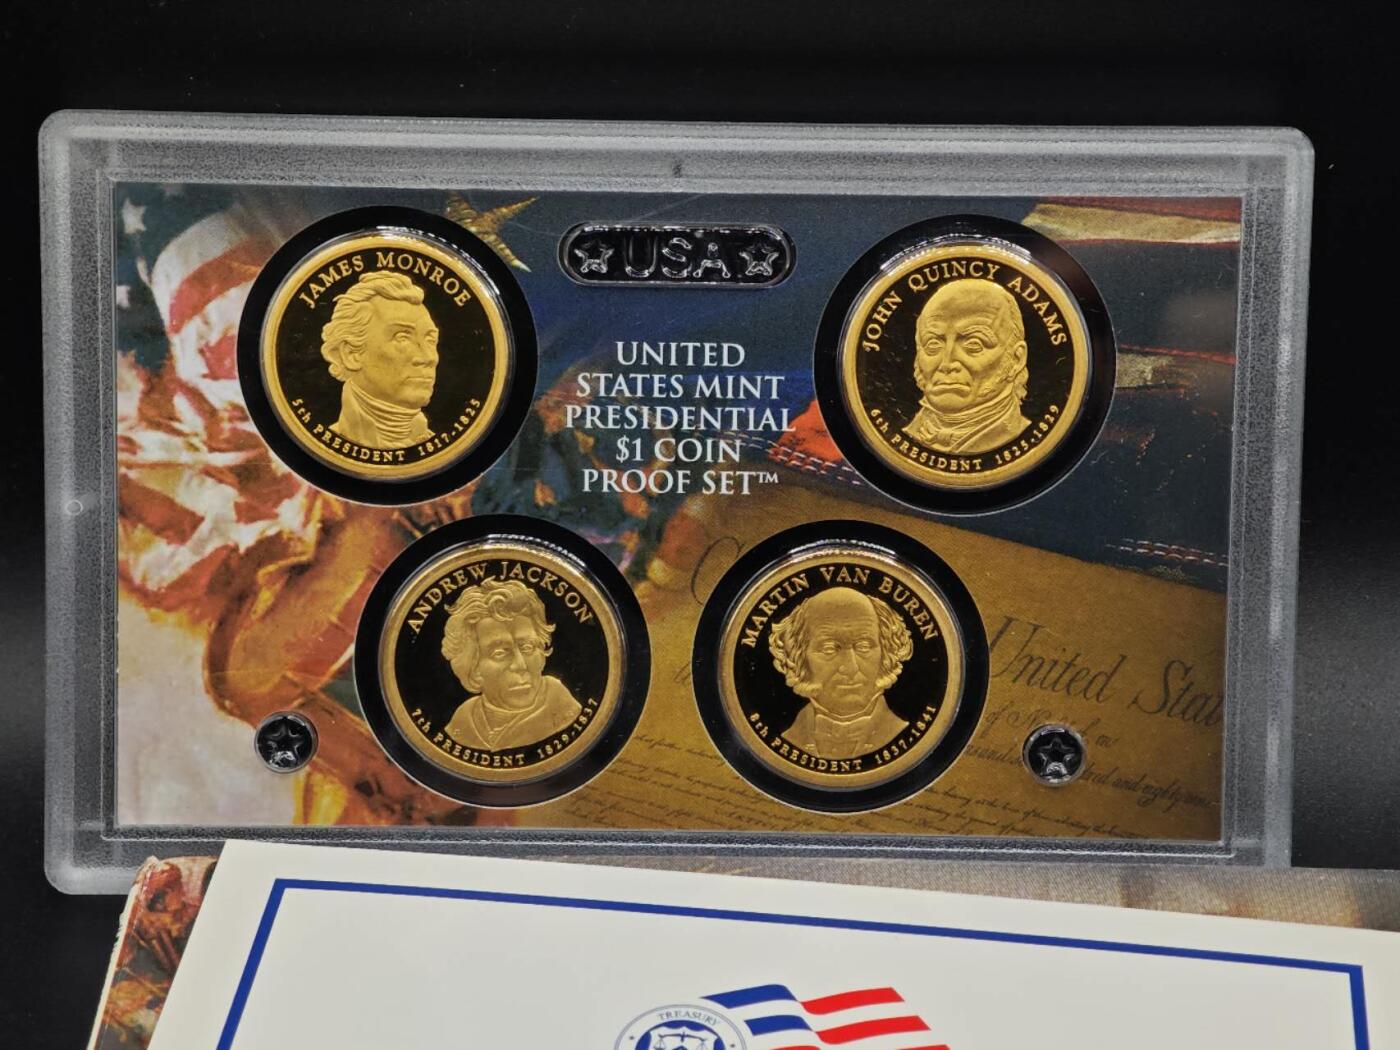 USA
UNITED
STATES MINT
PRESIDENTIAL
$1 COIN
PROOF SET™
JAMES MONROE
5th PRESIDENT 1817-1825
JOHN QUINCY ADAMS
6th PRESIDENT 1825-1829
ANDREW JACKSON
7th PRESIDENT 1829-1837
MARTIN VAN BUREN
8th PRESIDENT 1837-1841
United Stat
TREASURY